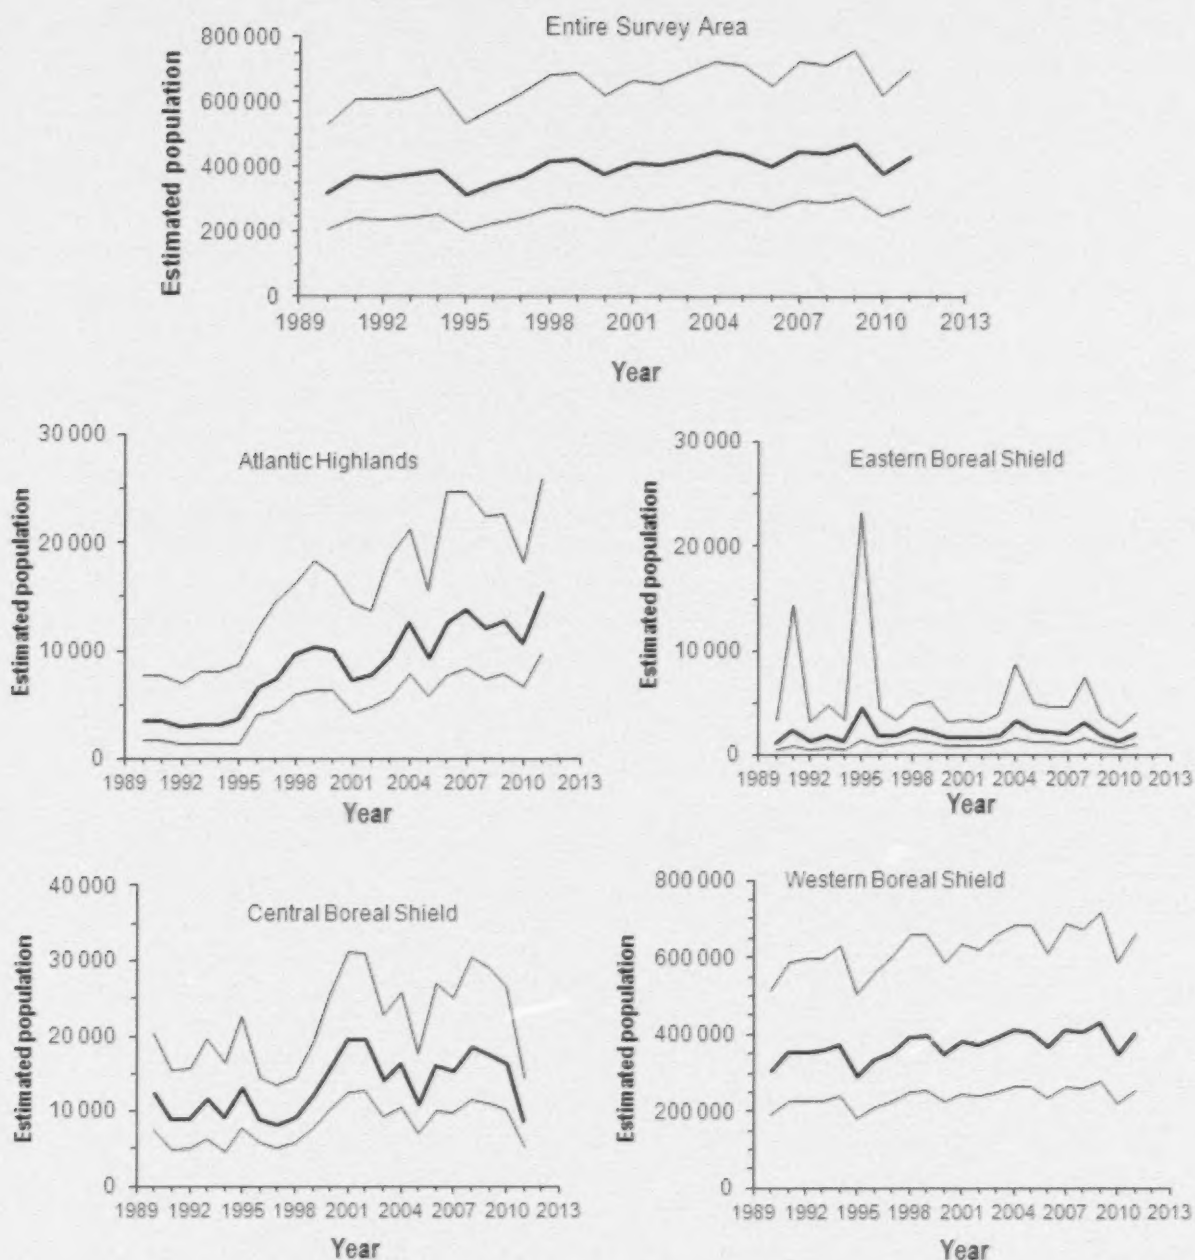 Entire Survey Area
Estimated population
800 000
600 000
400 000
200 000
0
1989 1992 1995 1998 2001 2004 2007 2010 2013
Year
Atlantic Highlands
Estimated population
30 000
20 000
10 000
0
1989 1992 1995 1998 2001 2004 2007 2010 2013
Year
Eastern Boreal Shield
Estimated population
30 000
20 000
10 000
0
1989 1992 1995 1998 2001 2004 2007 2010 2013
Year
Central Boreal Shield
Estimated population
40 000
30 000
20 000
10 000
0
1989 1992 1995 1998 2001 2004 2007 2010 2013
Year
Western Boreal Shield
Estimated population
800 000
600 000
400 000
200 000
0
1989 1992 1995 1998 2001 2004 2007 2010 2013
Year